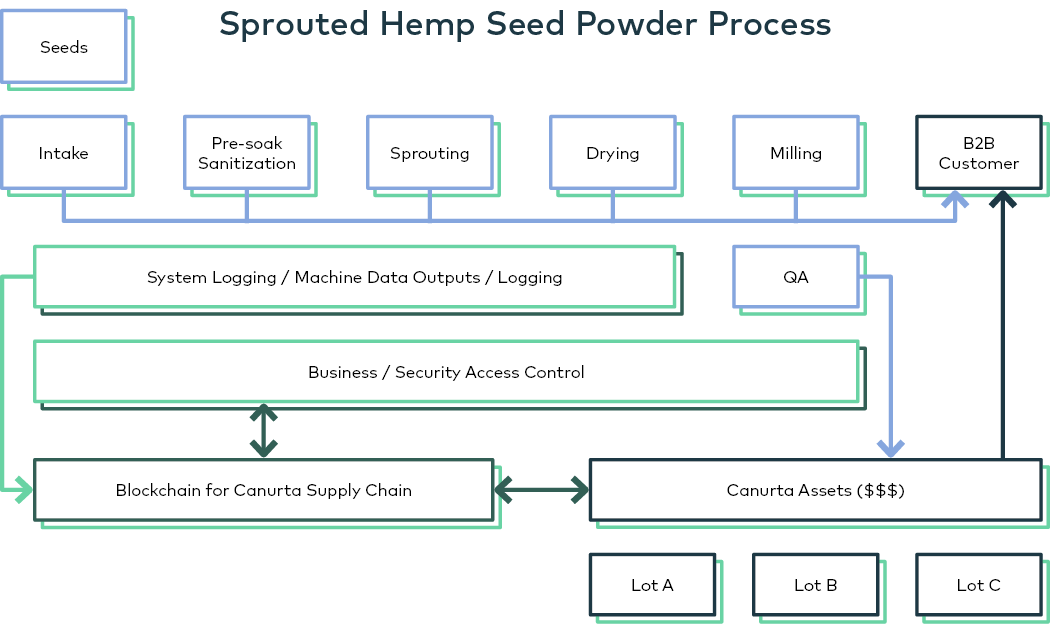 Sprouted Hemp Seed Powder Process
Seeds
Intake
Pre-soak
Sanitization
Sprouting
Drying
Milling
B2B
Customer
System Logging / Machine Data Outputs / Logging
QA
Business / Security Access Control
Blockchain for Canurta Supply Chain
Canurta Assets ($$$)
Lot A
Lot B
Lot C